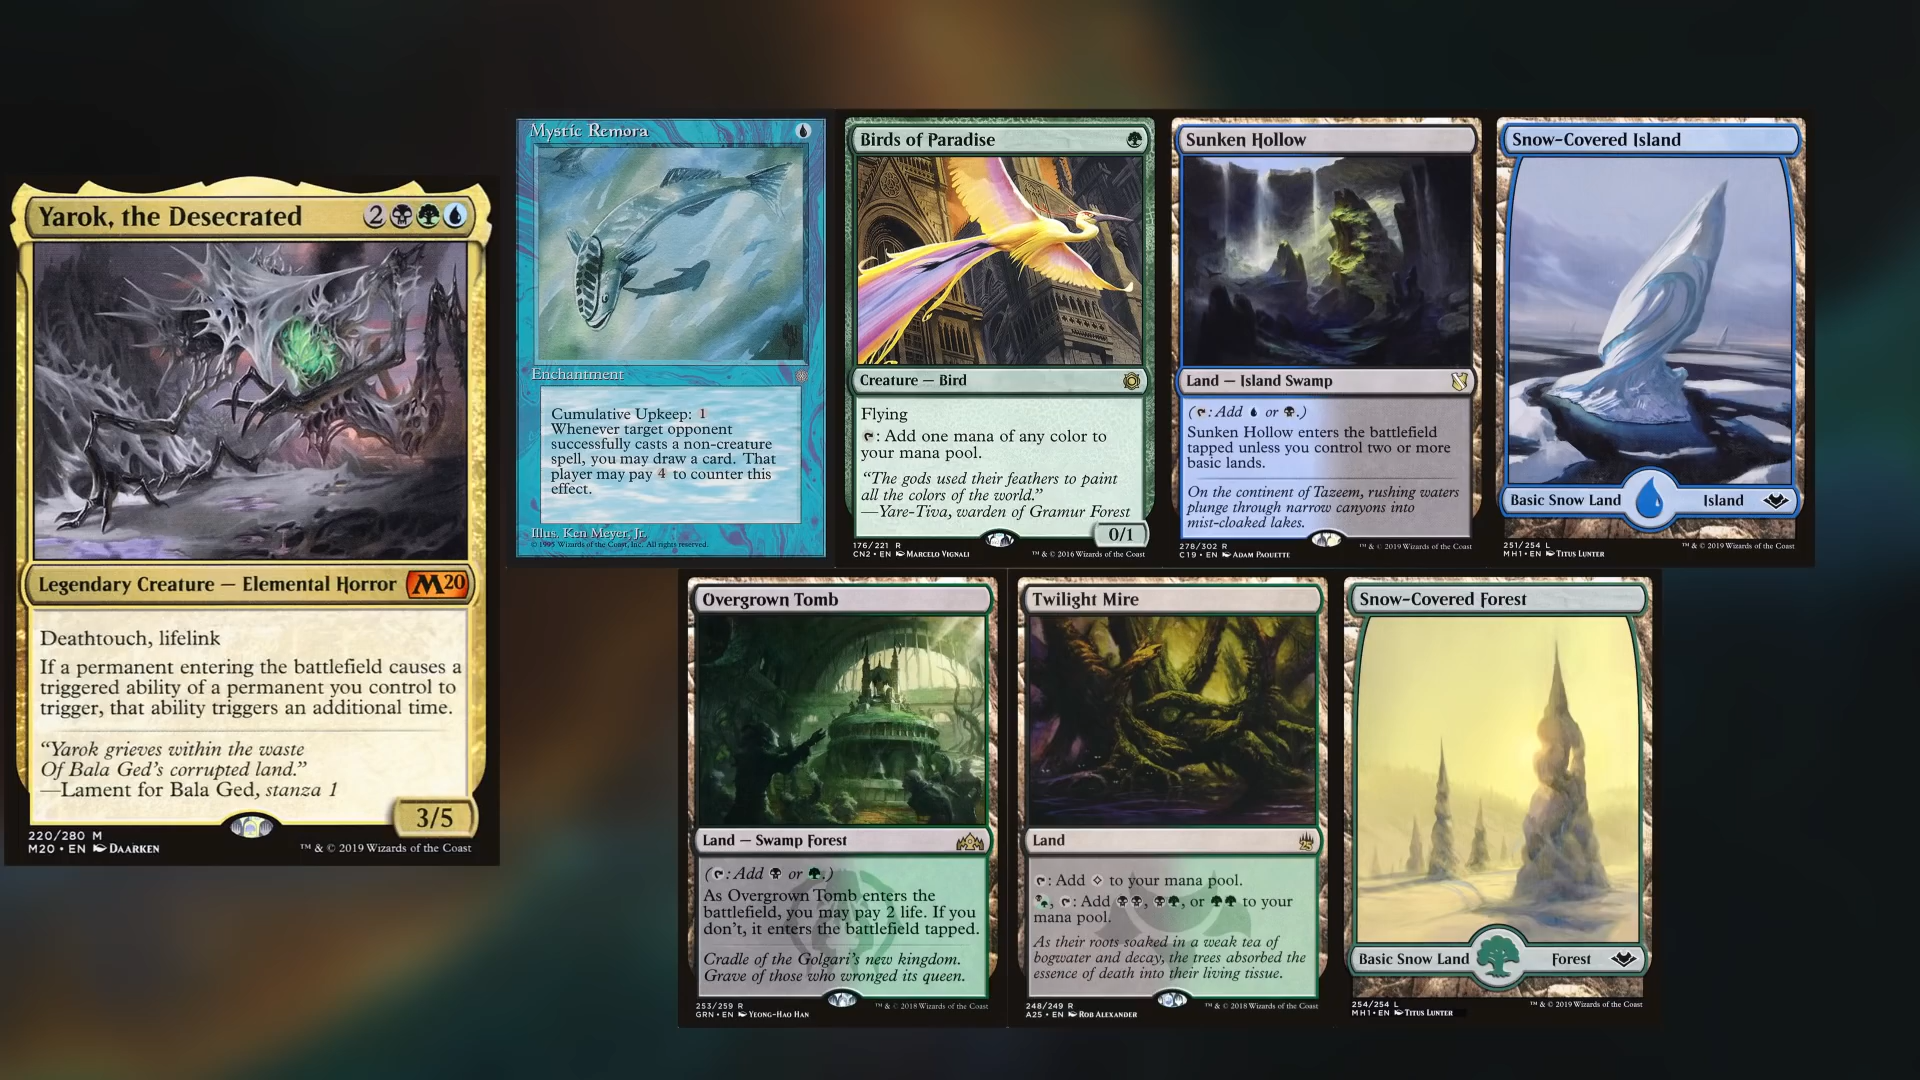 Yarok, the Desecrated
2
Legendary Creature — Elemental Horror
M20
Deathtouch, lifelink
If a permanent entering the battlefield causes a
triggered ability of a permanent you control to
trigger, that ability triggers an additional time.
“Yarok grieves within the waste
Of Bala Ged’s corrupted land.”
—Lament for Bala Ged, stanza 1
3/5
220/280 M
M20 • EN DAARKEN
™ & © 2019 Wizards of the Coast
Mystic Remora
Enchantment
Cumulative Upkeep: 1
Whenever target opponent
successfully casts a non-creature
spell, you may draw a card. That
player may pay 4 to counter this
effect.
Illus. Ken Meyer, Jr.
© 1995 Wizards of the Coast, Inc. All rights reserved.
Birds of Paradise
Creature — Bird
Flying
: Add one mana of any color to
your mana pool.
“The gods used their feathers to paint
all the colors of the world.”
—Yare-Tiva, warden of Gramur Forest
0/1
176/221 R
CN2 • EN MARCELO VIGNALI
™ & © 2016 Wizards of the Coast
Sunken Hollow
Land — Island Swamp
( : Add or .)
Sunken Hollow enters the battlefield
tapped unless you control two or more
basic lands.
On the continent of Tazeem, rushing waters
plunge through narrow canyons into
mist-cloaked lakes.
278/302 R
C19 • EN ADAM PAQUETTE
™ & © 2019 Wizards of the Coast
Snow-Covered Island
Basic Snow Land
Island
251/254 L
MH1 • EN TITUS LUNTER
™ & © 2019 Wizards of the Coast
Overgrown Tomb
Land — Swamp Forest
( : Add or .)
As Overgrown Tomb enters the
battlefield, you may pay 2 life. If you
don’t, it enters the battlefield tapped.
Cradle of the Golgari’s new kingdom.
Grave of those who wronged its queen.
253/259 R
GRN • EN YEONG-HAO HAN
™ & © 2018 Wizards of the Coast
Twilight Mire
Land
: Add to your mana pool.
, : Add , , or to your
mana pool.
As their roots soaked in a weak tea of
bogwater and decay, the trees absorbed the
essence of death into their living tissue.
248/249 R
A25 • EN ROB ALEXANDER
™ & © 2018 Wizards of the Coast
Snow-Covered Forest
Basic Snow Land
Forest
254/254 L
MH1 • EN TITUS LUNTER
™ & © 2019 Wizards of the Coast